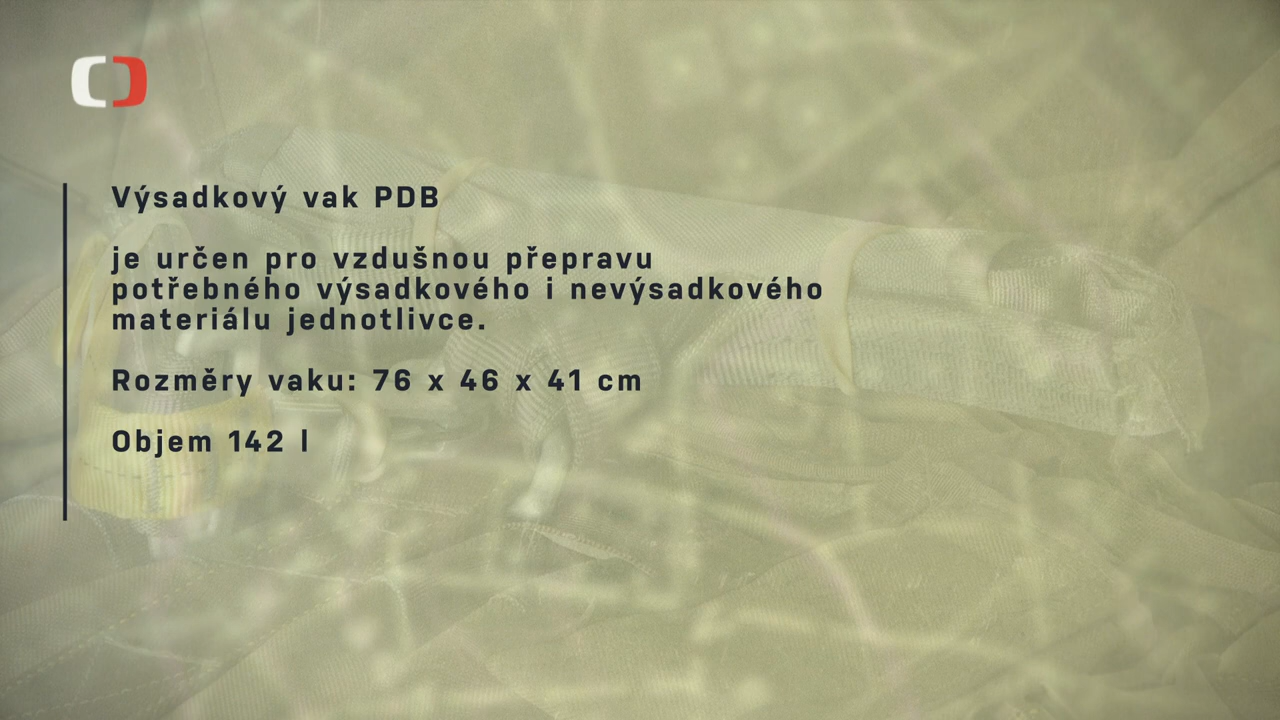 Výsadkový vak PDB
je určen pro vzdušnou přepravu
potřebného výsadkového i nevýsadkového
materiálu jednotlivce.
Rozměry vaku: 76 x 46 x 41 cm
Objem 142 l